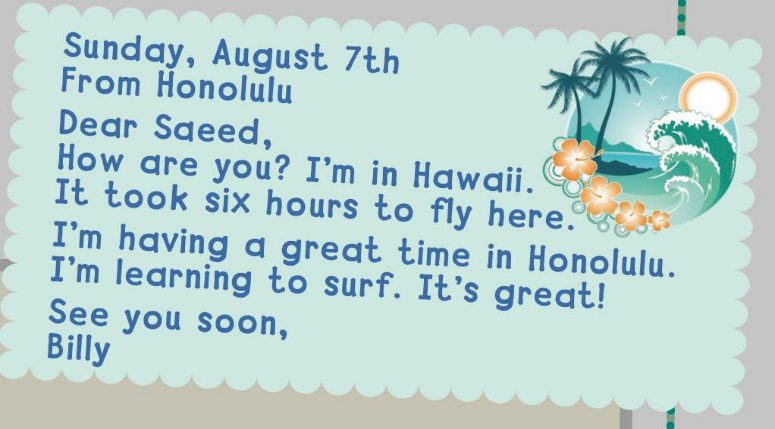 Sunday, August 7th
From Honolulu
Dear Saeed,
How are you? I'm in Hawaii.
It took six hours to fly here.
I'm having a great time in Honolulu.
I'm learning to surf. It's great!
See you soon,
Billy